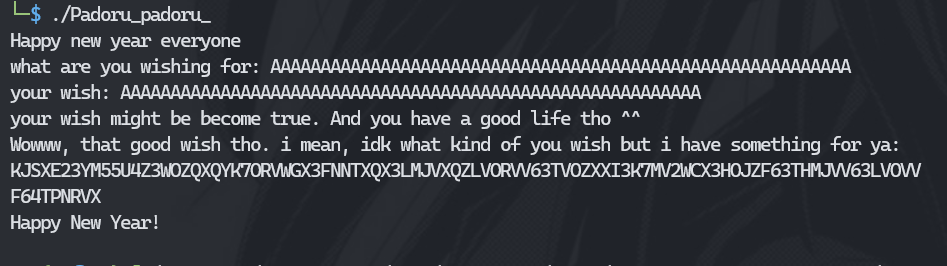 └─$ ./Padoru_padoru_
Happy new year everyone
what are you wishing for: AAAAAAAAAAAAAAAAAAAAAAAAAAAAAAAAAAAAAAAAAAAAAAAAAAAAAAAAAA
your wish: AAAAAAAAAAAAAAAAAAAAAAAAAAAAAAAAAAAAAAAAAAAAAAAAAAAAAAAAAA
your wish might be become true. And you have a good life tho ^^
Wowww, that good wish tho. i mean, idk what kind of you wish but i have something for ya:
KJSXE23YM55U4Z3WOZQXQYK7ORVWGX3FNNTXQX3LMJVXQZLVORVV63TVOZXXI3K7MV2WCX3HOJZF63THMJVV63LVOVV
F64TPNRVX
Happy New Year!